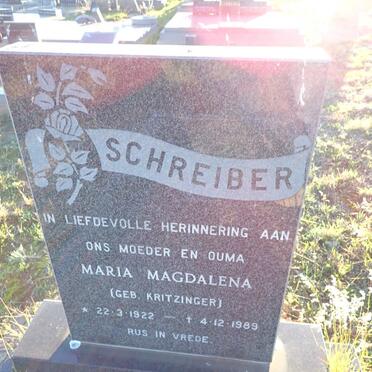 SCHREIBER
IN LIEFDEVOLLE HERINNERING AAN
ONS MOEDER EN OUMA
MARIA MAGDALENA
(GEB. KRITZINGER)
* 22·3·1922 — † 4·12·1989
RUS IN VREDE